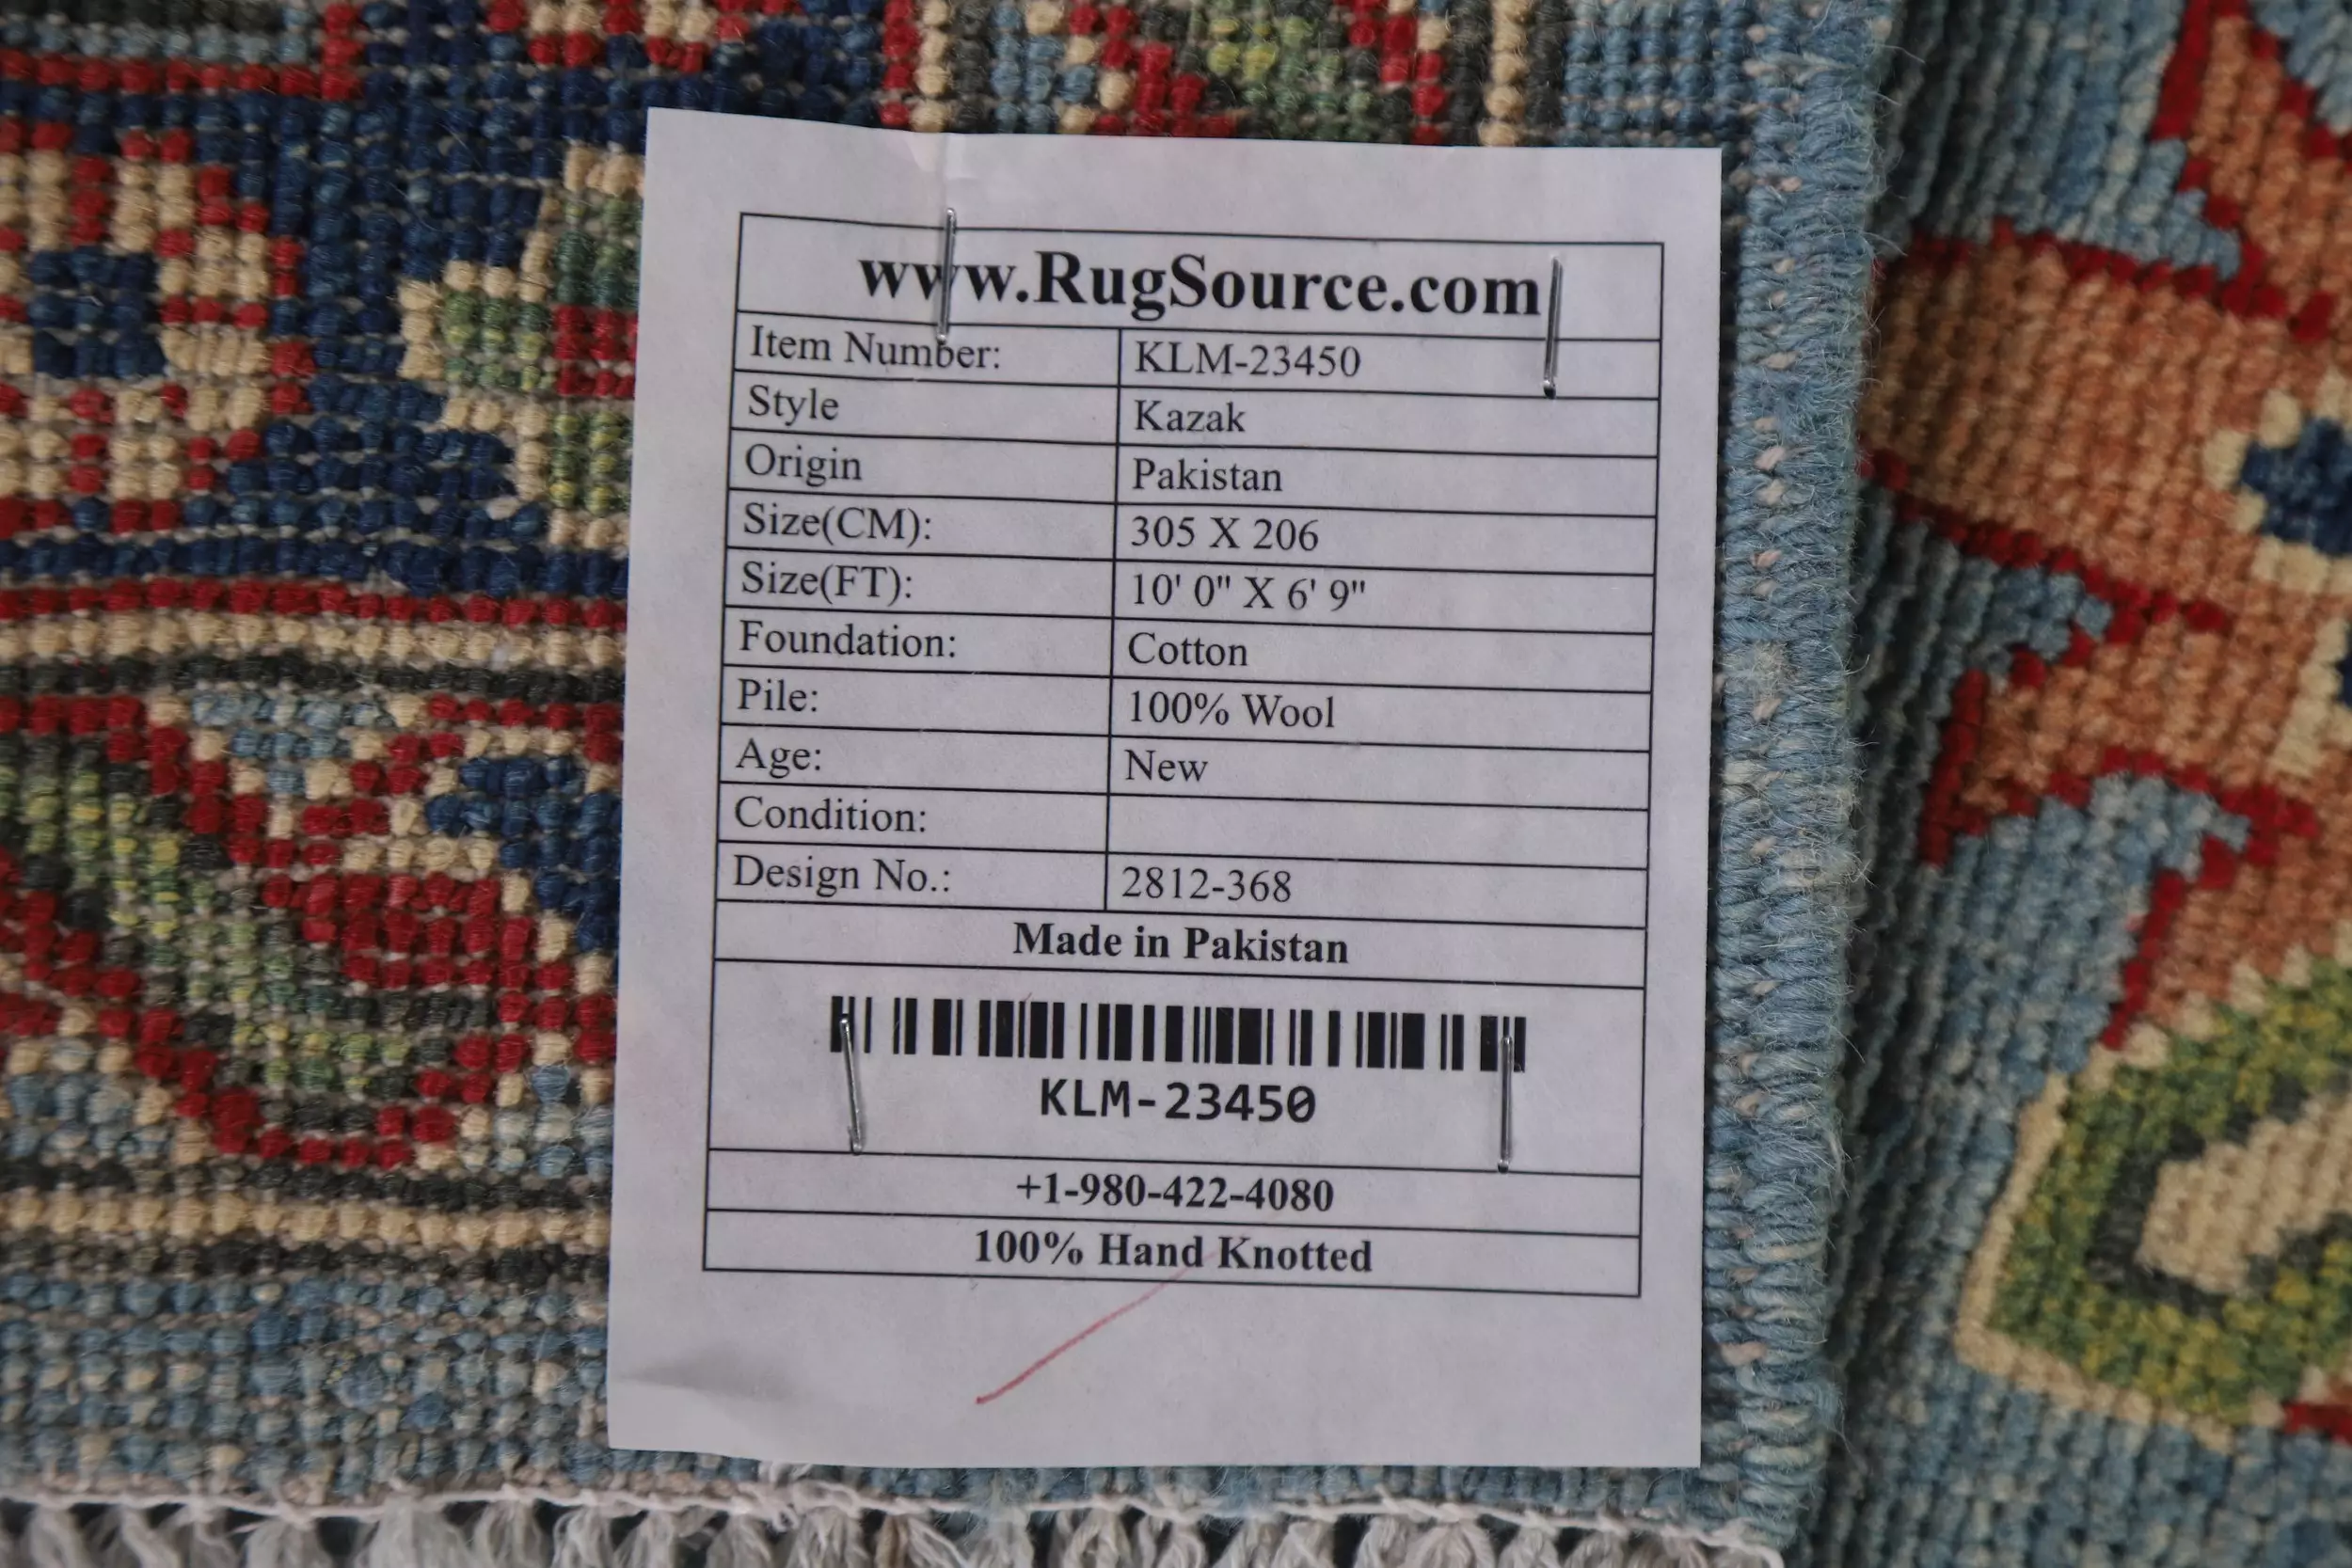 www.RugSource.com
Item Number: KLM-23450
Style Kazak
Origin Pakistan
Size(CM): 305 X 206
Size(FT): 10' 0" X 6' 9"
Foundation: Cotton
Pile: 100% Wool
Age: New
Condition:
Design No.: 2812-368
Made in Pakistan
KLM-23450
+1-980-422-4080
100% Hand Knotted